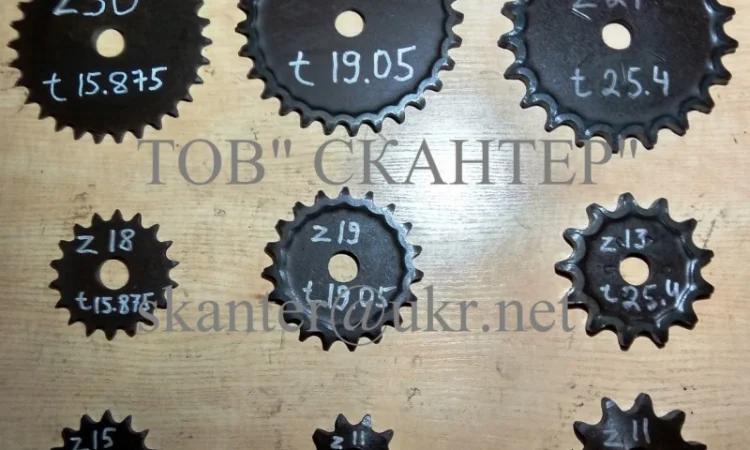 z30
t 15.875
t 19.05
t 25.4
ТОВ" СКАНТЕР"
z 18
t 15.875
z 19
t 19.05
z 13
t 25.4
skanter@ukr.net
z 15
z 11
z 11